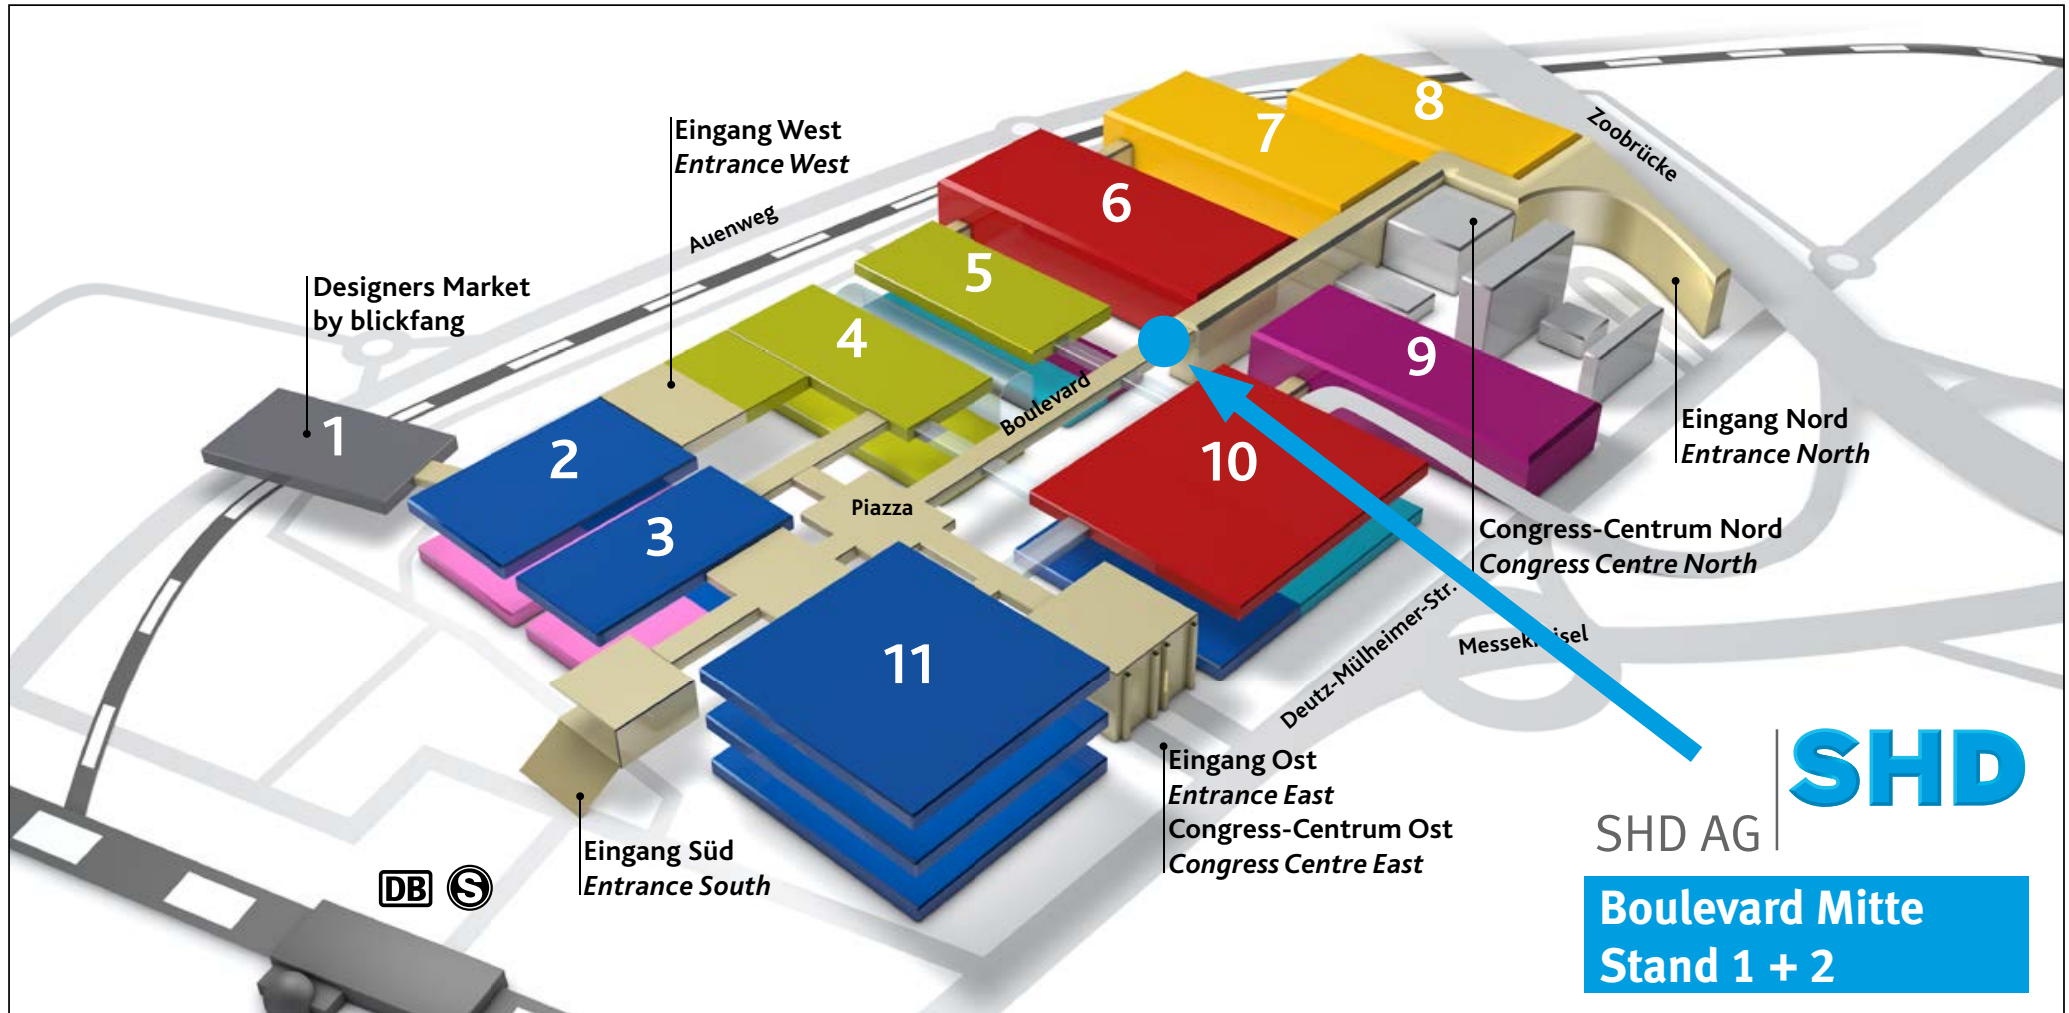 Eingang West
Entrance West
Auenweg
Designers Market
by blickfang
1
2
3
4
5
6
7
8
9
10
11
Zoobrücke
Boulevard
Piazza
Eingang Nord
Entrance North
Congress-Centrum Nord
Congress Centre North
Deutz-Mülheimer-Str.
Eingang Ost
Entrance East
Congress-Centrum Ost
Congress Centre East
Eingang Süd
Entrance South
DB
S
SHD AG
SHD
Boulevard Mitte
Stand 1 + 2